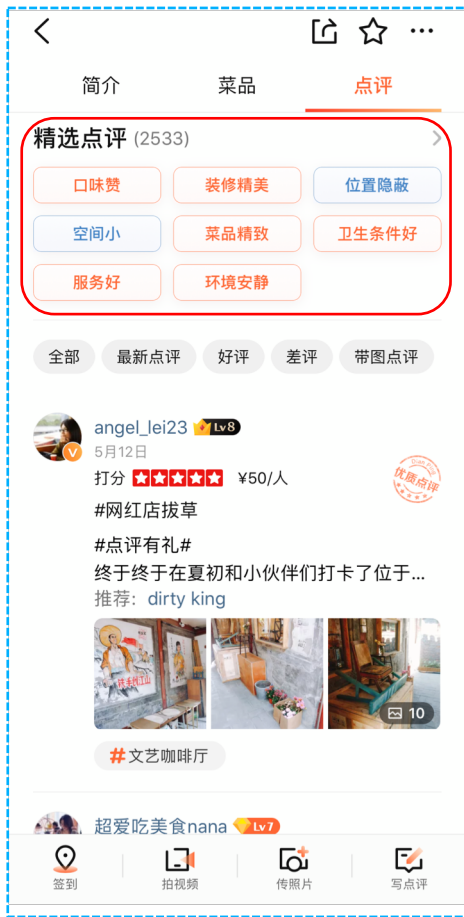 简介 菜品 点评
精选点评 (2533)
口味赞 装修精美 位置隐蔽
空间小 菜品精致 卫生条件好
服务好 环境安静
全部 最新点评 好评 差评 带图点评
angel_lei23 Lv8
5月12日
打分 ¥50/人
优质点评
#网红店拔草
#点评有礼#
终于终于在夏初和小伙伴们打卡了位于...
推荐: dirty king
10
#文艺咖啡厅
超爱吃美食nana Lv7
签到 拍视频 传照片 写点评